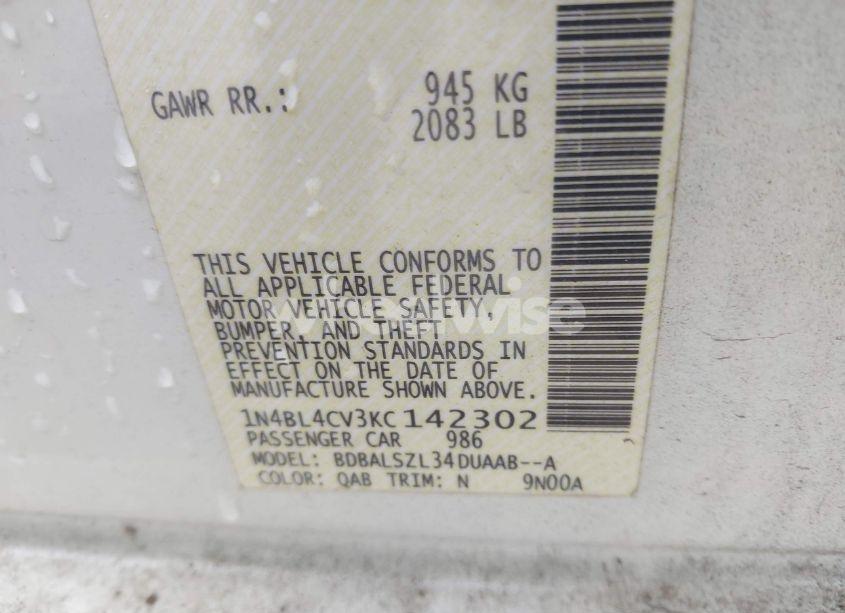 GAWR RR.: 945 KG
2083 LB
THIS VEHICLE CONFORMS TO
ALL APPLICABLE FEDERAL
MOTOR VEHICLE SAFETY,
BUMPER, AND THEFT
PREVENTION STANDARDS IN
EFFECT ON THE DATE OF
MANUFACTURE SHOWN ABOVE.
1N4BL4CV3KC142302
PASSENGER CAR 986
MODEL: BDBALSZL34DUAAB--A
COLOR: QAB TRIM: N 9N00A